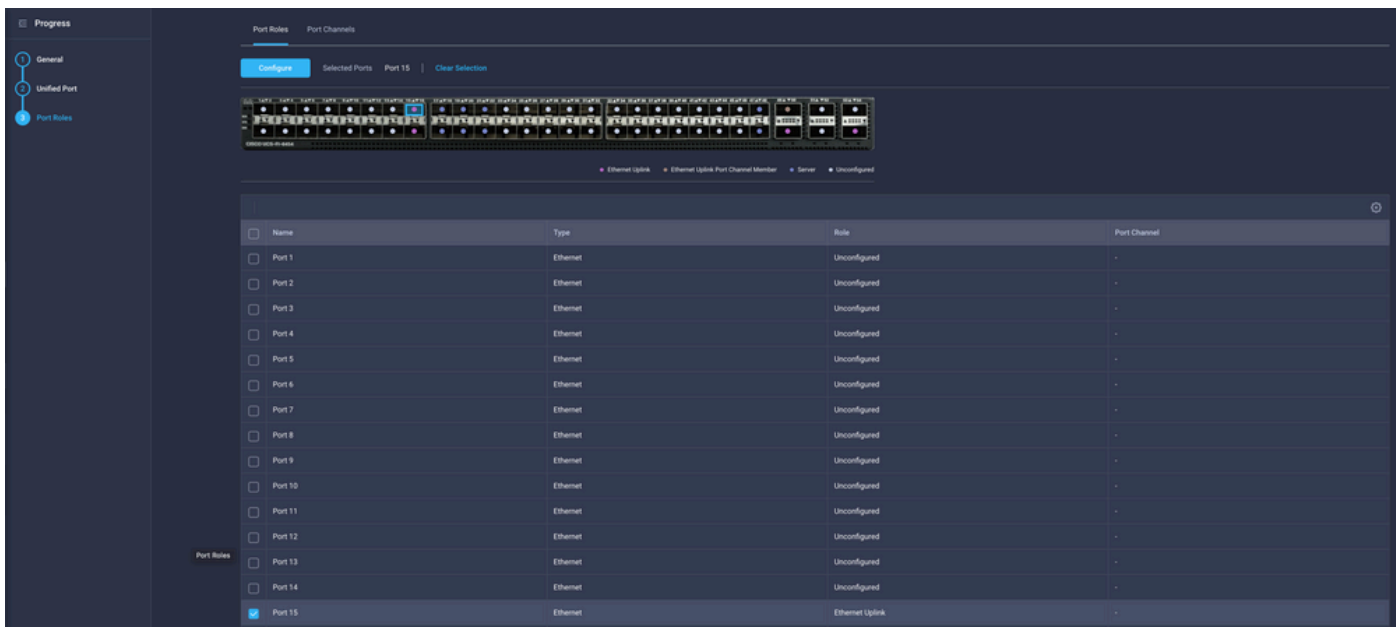 Progress
General
Unified Port
Port Roles
1
2
3
Port Roles Port Channels
Configure Selected Ports Port 15 | Clear Selection
Ethernet Uplink Ethernet Uplink Port Channel Member Server Unconfigured
Name Type Role Port Channel
Port 1 Ethernet Unconfigured -
Port 2 Ethernet Unconfigured -
Port 3 Ethernet Unconfigured -
Port 4 Ethernet Unconfigured -
Port 5 Ethernet Unconfigured -
Port 6 Ethernet Unconfigured -
Port 7 Ethernet Unconfigured -
Port 8 Ethernet Unconfigured -
Port 9 Ethernet Unconfigured -
Port 10 Ethernet Unconfigured -
Port 11 Ethernet Unconfigured -
Port 12 Ethernet Unconfigured -
Port Roles
Port 13 Ethernet Unconfigured -
Port 14 Ethernet Unconfigured -
Port 15 Ethernet Ethernet Uplink -